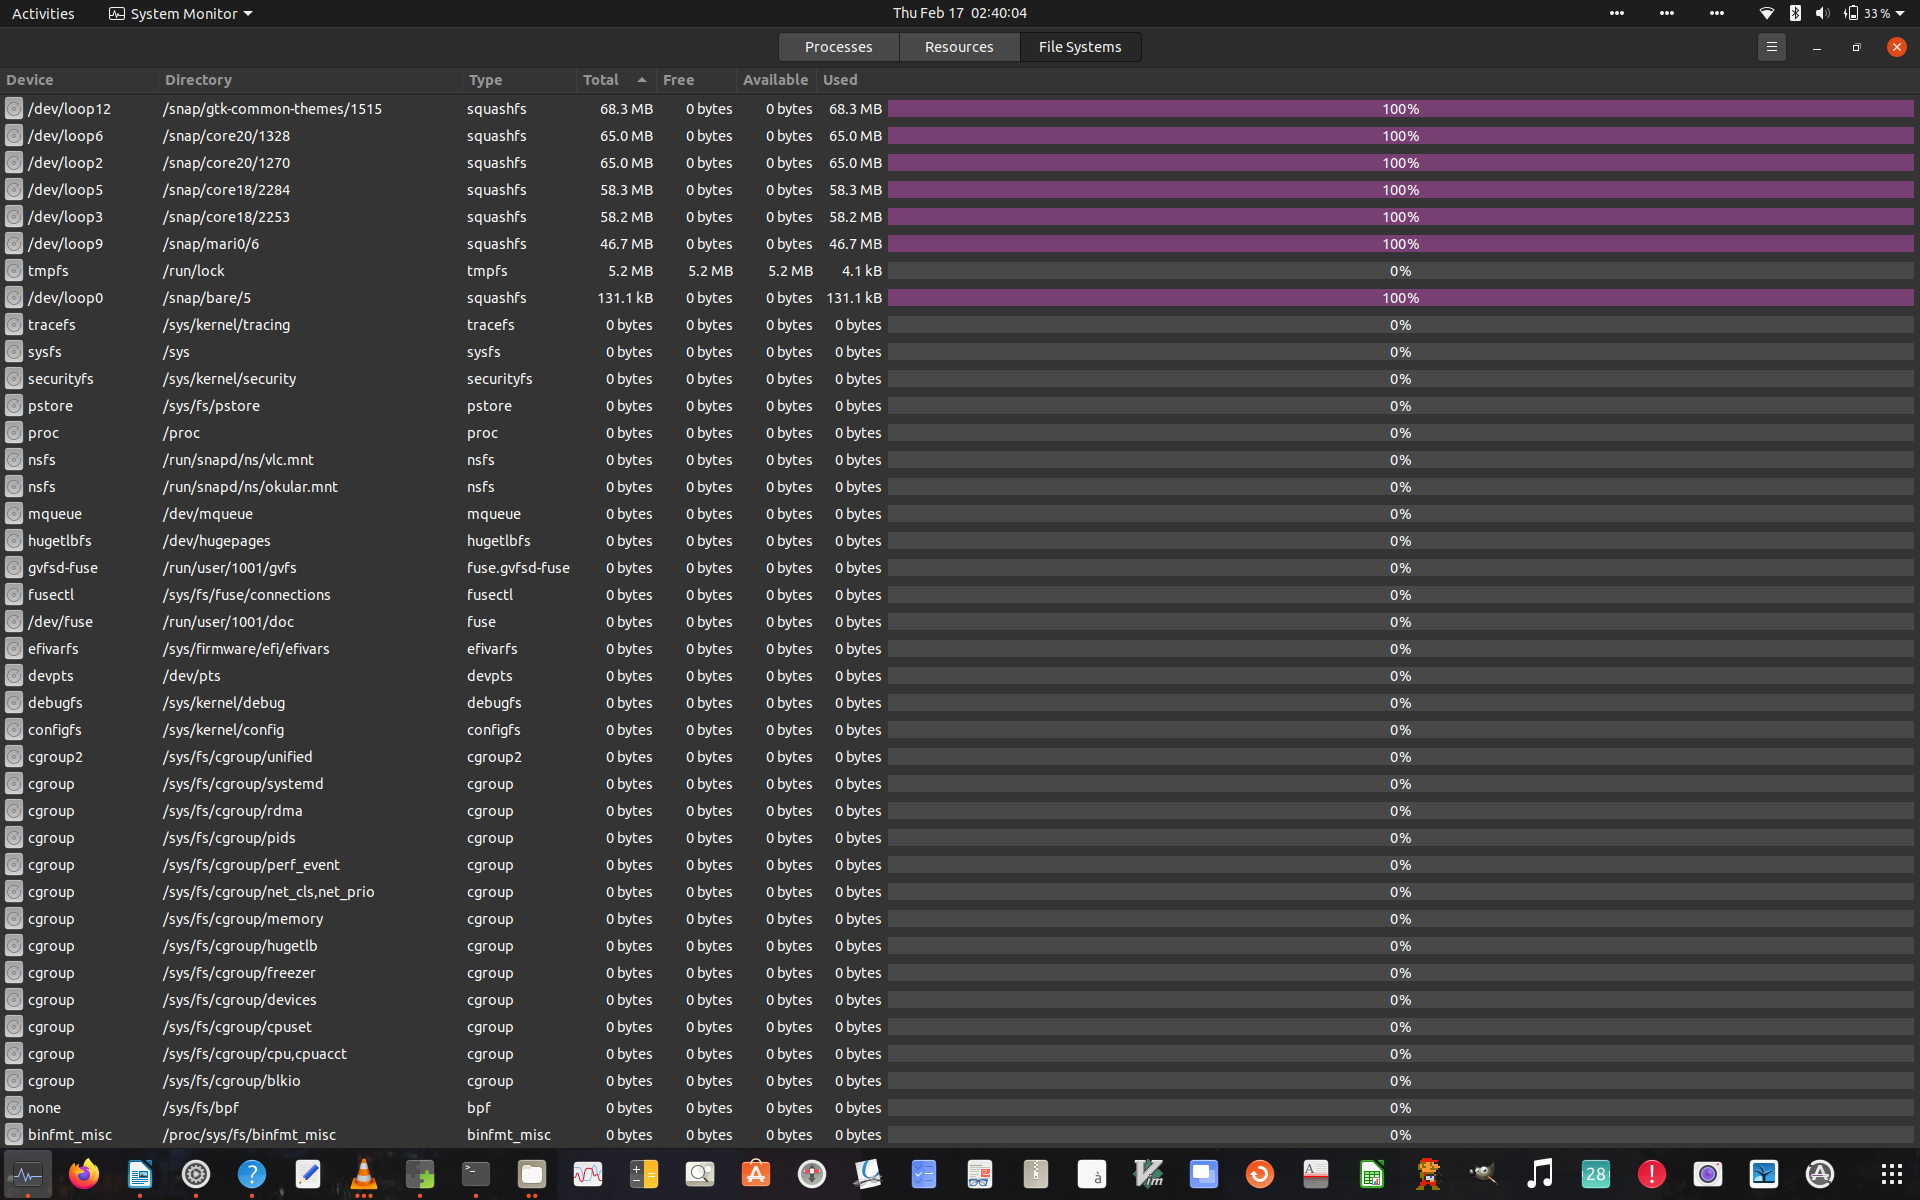 Activities System Monitor Thu Feb 17 02:40:04 33 %
Processes Resources File Systems
Device Directory Type Total Free Available Used
/dev/loop12 /snap/gtk-common-themes/1515 squashfs 68.3 MB 0 bytes 0 bytes 68.3 MB 100%
/dev/loop6 /snap/core20/1328 squashfs 65.0 MB 0 bytes 0 bytes 65.0 MB 100%
/dev/loop2 /snap/core20/1270 squashfs 65.0 MB 0 bytes 0 bytes 65.0 MB 100%
/dev/loop5 /snap/core18/2284 squashfs 58.3 MB 0 bytes 0 bytes 58.3 MB 100%
/dev/loop3 /snap/core18/2253 squashfs 58.2 MB 0 bytes 0 bytes 58.2 MB 100%
/dev/loop9 /snap/mari0/6 squashfs 46.7 MB 0 bytes 0 bytes 46.7 MB 100%
tmpfs /run/lock tmpfs 5.2 MB 5.2 MB 5.2 MB 4.1 kB 0%
/dev/loop0 /snap/bare/5 squashfs 131.1 kB 0 bytes 0 bytes 131.1 kB 100%
tracefs /sys/kernel/tracing tracefs 0 bytes 0 bytes 0 bytes 0 bytes 0%
sysfs /sys sysfs 0 bytes 0 bytes 0 bytes 0 bytes 0%
securityfs /sys/kernel/security securityfs 0 bytes 0 bytes 0 bytes 0 bytes 0%
pstore /sys/fs/pstore pstore 0 bytes 0 bytes 0 bytes 0 bytes 0%
proc /proc proc 0 bytes 0 bytes 0 bytes 0 bytes 0%
nsfs /run/snapd/ns/vlc.mnt nsfs 0 bytes 0 bytes 0 bytes 0 bytes 0%
nsfs /run/snapd/ns/okular.mnt nsfs 0 bytes 0 bytes 0 bytes 0 bytes 0%
mqueue /dev/mqueue mqueue 0 bytes 0 bytes 0 bytes 0 bytes 0%
hugetlbfs /dev/hugepages hugetlbfs 0 bytes 0 bytes 0 bytes 0 bytes 0%
gvfsd-fuse /run/user/1001/gvfs fuse.gvfsd-fuse 0 bytes 0 bytes 0 bytes 0 bytes 0%
fusectl /sys/fs/fuse/connections fusectl 0 bytes 0 bytes 0 bytes 0 bytes 0%
/dev/fuse /run/user/1001/doc fuse 0 bytes 0 bytes 0 bytes 0 bytes 0%
efivarfs /sys/firmware/efi/efivars efivarfs 0 bytes 0 bytes 0 bytes 0 bytes 0%
devpts /dev/pts devpts 0 bytes 0 bytes 0 bytes 0 bytes 0%
debugfs /sys/kernel/debug debugfs 0 bytes 0 bytes 0 bytes 0 bytes 0%
configfs /sys/kernel/config configfs 0 bytes 0 bytes 0 bytes 0 bytes 0%
cgroup2 /sys/fs/cgroup/unified cgroup2 0 bytes 0 bytes 0 bytes 0 bytes 0%
cgroup /sys/fs/cgroup/systemd cgroup 0 bytes 0 bytes 0 bytes 0 bytes 0%
cgroup /sys/fs/cgroup/rdma cgroup 0 bytes 0 bytes 0 bytes 0 bytes 0%
cgroup /sys/fs/cgroup/pids cgroup 0 bytes 0 bytes 0 bytes 0 bytes 0%
cgroup /sys/fs/cgroup/perf_event cgroup 0 bytes 0 bytes 0 bytes 0 bytes 0%
cgroup /sys/fs/cgroup/net_cls,net_prio cgroup 0 bytes 0 bytes 0 bytes 0 bytes 0%
cgroup /sys/fs/cgroup/memory cgroup 0 bytes 0 bytes 0 bytes 0 bytes 0%
cgroup /sys/fs/cgroup/hugetlb cgroup 0 bytes 0 bytes 0 bytes 0 bytes 0%
cgroup /sys/fs/cgroup/freezer cgroup 0 bytes 0 bytes 0 bytes 0 bytes 0%
cgroup /sys/fs/cgroup/devices cgroup 0 bytes 0 bytes 0 bytes 0 bytes 0%
cgroup /sys/fs/cgroup/cpuset cgroup 0 bytes 0 bytes 0 bytes 0 bytes 0%
cgroup /sys/fs/cgroup/cpu,cpuacct cgroup 0 bytes 0 bytes 0 bytes 0 bytes 0%
cgroup /sys/fs/cgroup/blkio cgroup 0 bytes 0 bytes 0 bytes 0 bytes 0%
none /sys/fs/bpf bpf 0 bytes 0 bytes 0 bytes 0 bytes 0%
binfmt_misc /proc/sys/fs/binfmt_misc binfmt_misc 0 bytes 0 bytes 0 bytes 0 bytes 0%
? à Vim A 28 !